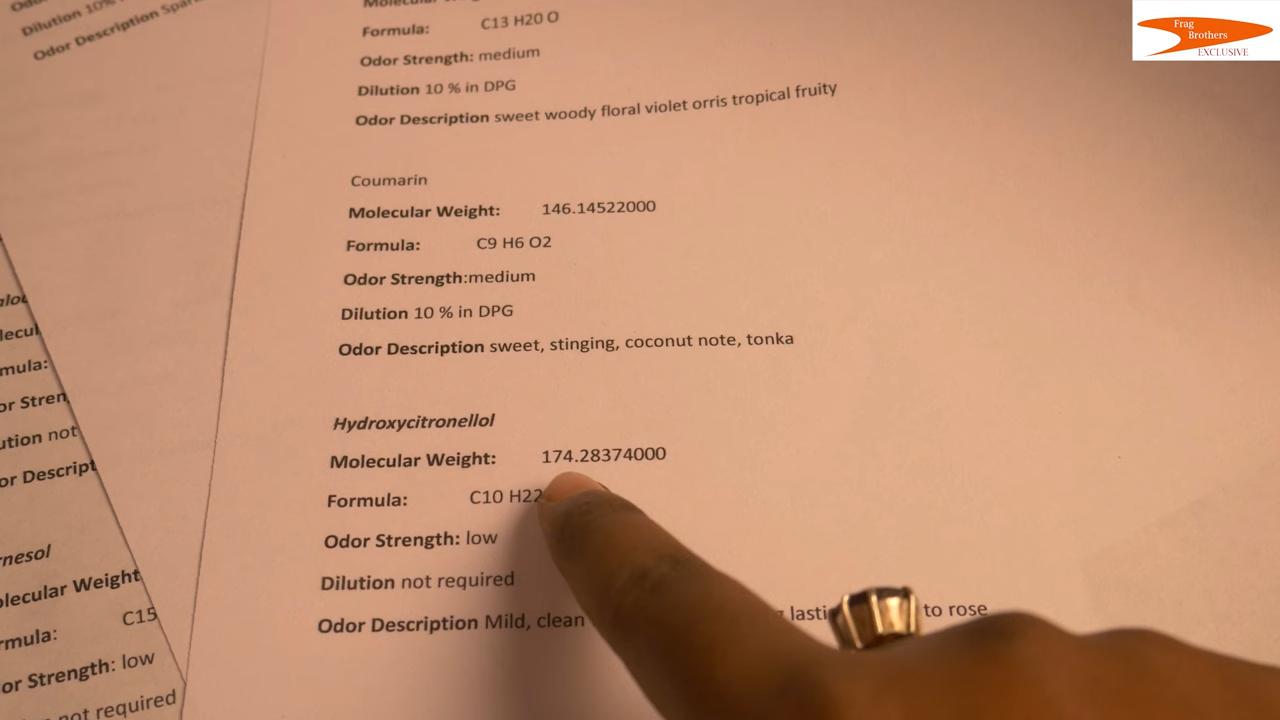 Dilution 10%
Odor Description
Formula: C13 H20 O
Odor Strength: medium
Dilution 10 % in DPG
Odor Description sweet woody floral violet orris tropical fruity
Coumarin
Molecular Weight: 146.14522000
Formula: C9 H6 O2
Odor Strength:medium
Dilution 10 % in DPG
Odor Description sweet, stinging, coconut note, tonka
Hydroxycitronellol
Molecular Weight: 174.28374000
Formula: C10 H22
Odor Strength: low
Dilution not required
Odor Description Mild, clean lasti to rose
lecul
mula:
or Stren
ution not
or Descript
nesol
olecular Weight
C15
rmula:
or Strength: low
not required
Frag
Brothers
EXCLUSIVE